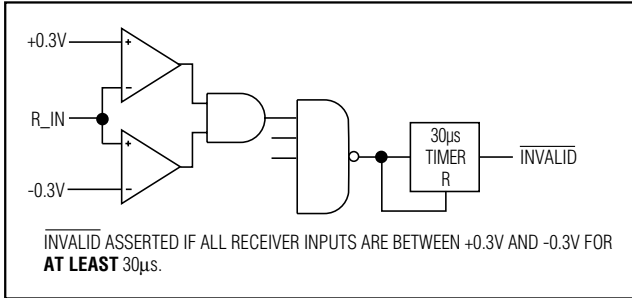 +0.3V
+
-
R_IN
+
-0.3V
-
30µs
TIMER
R
INVALID
INVALID ASSERTED IF ALL RECEIVER INPUTS ARE BETWEEN +0.3V AND -0.3V FOR
AT LEAST 30µs.